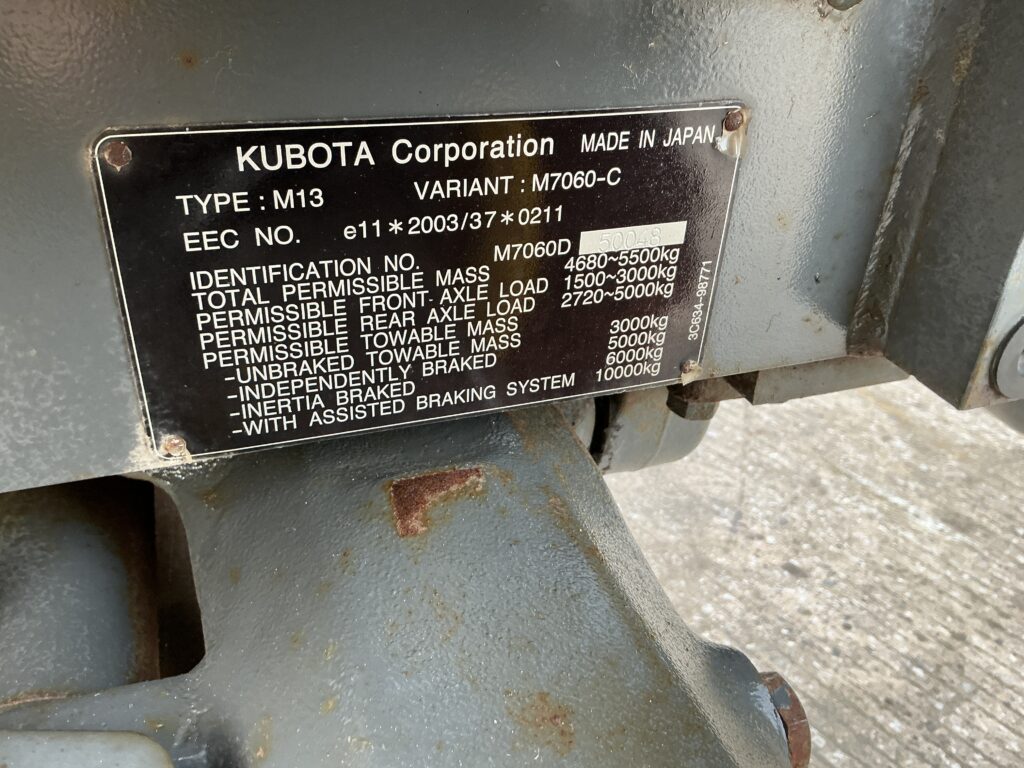 KUBOTA Corporation MADE IN JAPAN
TYPE : M13 VARIANT : M7060-C
EEC NO. e11*2003/37*0211
IDENTIFICATION NO. M7060D 50048
TOTAL PERMISSIBLE MASS 4680~5500kg
PERMISSIBLE FRONT AXLE LOAD 1500~3000kg
PERMISSIBLE REAR AXLE LOAD 2720~5000kg
PERMISSIBLE TOWABLE MASS
-UNBRAKED TOWABLE MASS 3000kg
-INDEPENDENTLY BRAKED 5000kg
-INERTIA BRAKED 6000kg
-WITH ASSISTED BRAKING SYSTEM 10000kg
3C634-98771